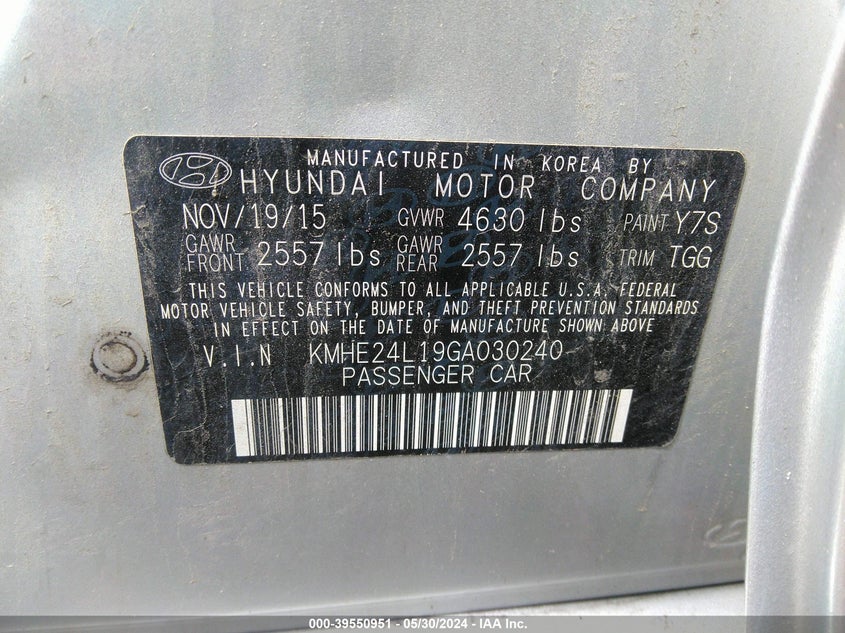 MANUFACTURED IN KOREA BY
HYUNDAI MOTOR COMPANY
NOV/19/15 GVWR 4630 lbs PAINT Y7S
GAWR FRONT 2557 lbs GAWR REAR 2557 lbs TRIM TGG
THIS VEHICLE CONFORMS TO ALL APPLICABLE U.S.A. FEDERAL
MOTOR VEHICLE SAFETY, BUMPER, AND THEFT PREVENTION STANDARDS
IN EFFECT ON THE DATE OF MANUFACTURE SHOWN ABOVE
V.I.N KMHE24L19GA030240
PASSENGER CAR
000-39550951 - 05/30/2024 - IAA Inc.